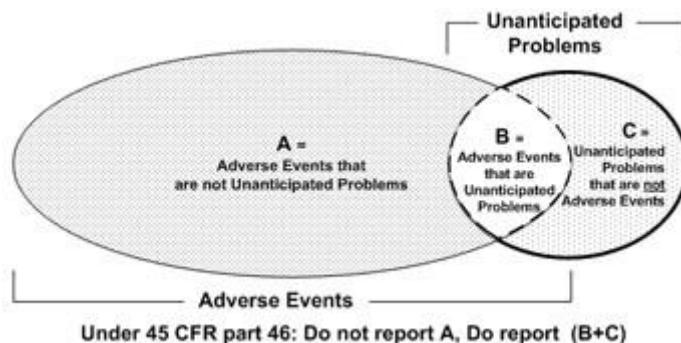 Unanticipated
Problems
A =
Adverse Events that
are not Unanticipated Problems
B =
Adverse Events
that are
Unanticipated
Problems
C =
Unanticipated
Problems
that are not
Adverse Events
Adverse Events
Under 45 CFR part 46: Do not report A, Do report (B+C)